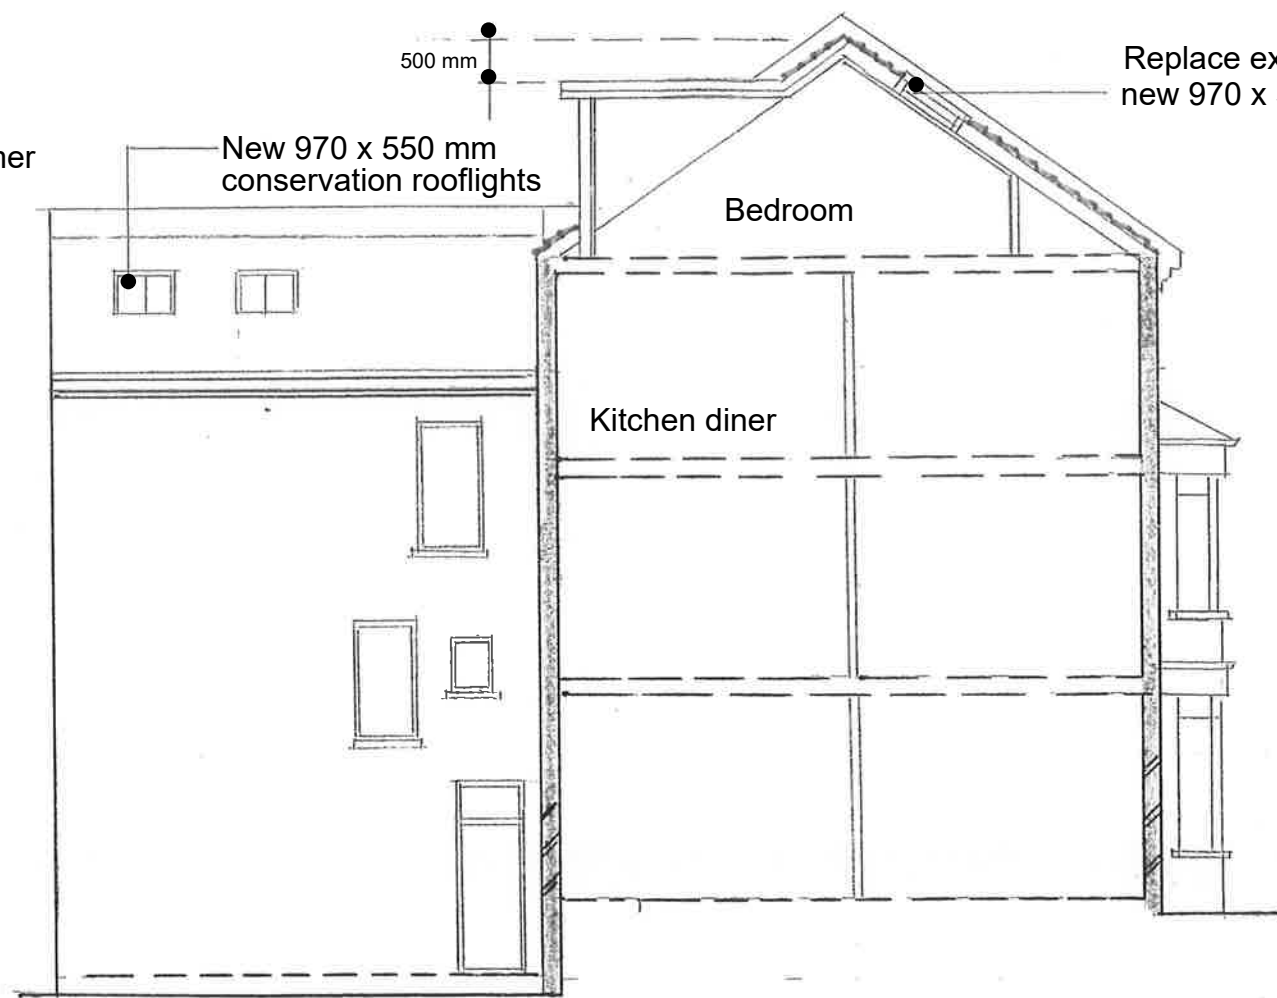 500 mm
Replace ex
new 970 x
ner
New 970 x 550 mm
conservation rooflights
Bedroom
Kitchen diner